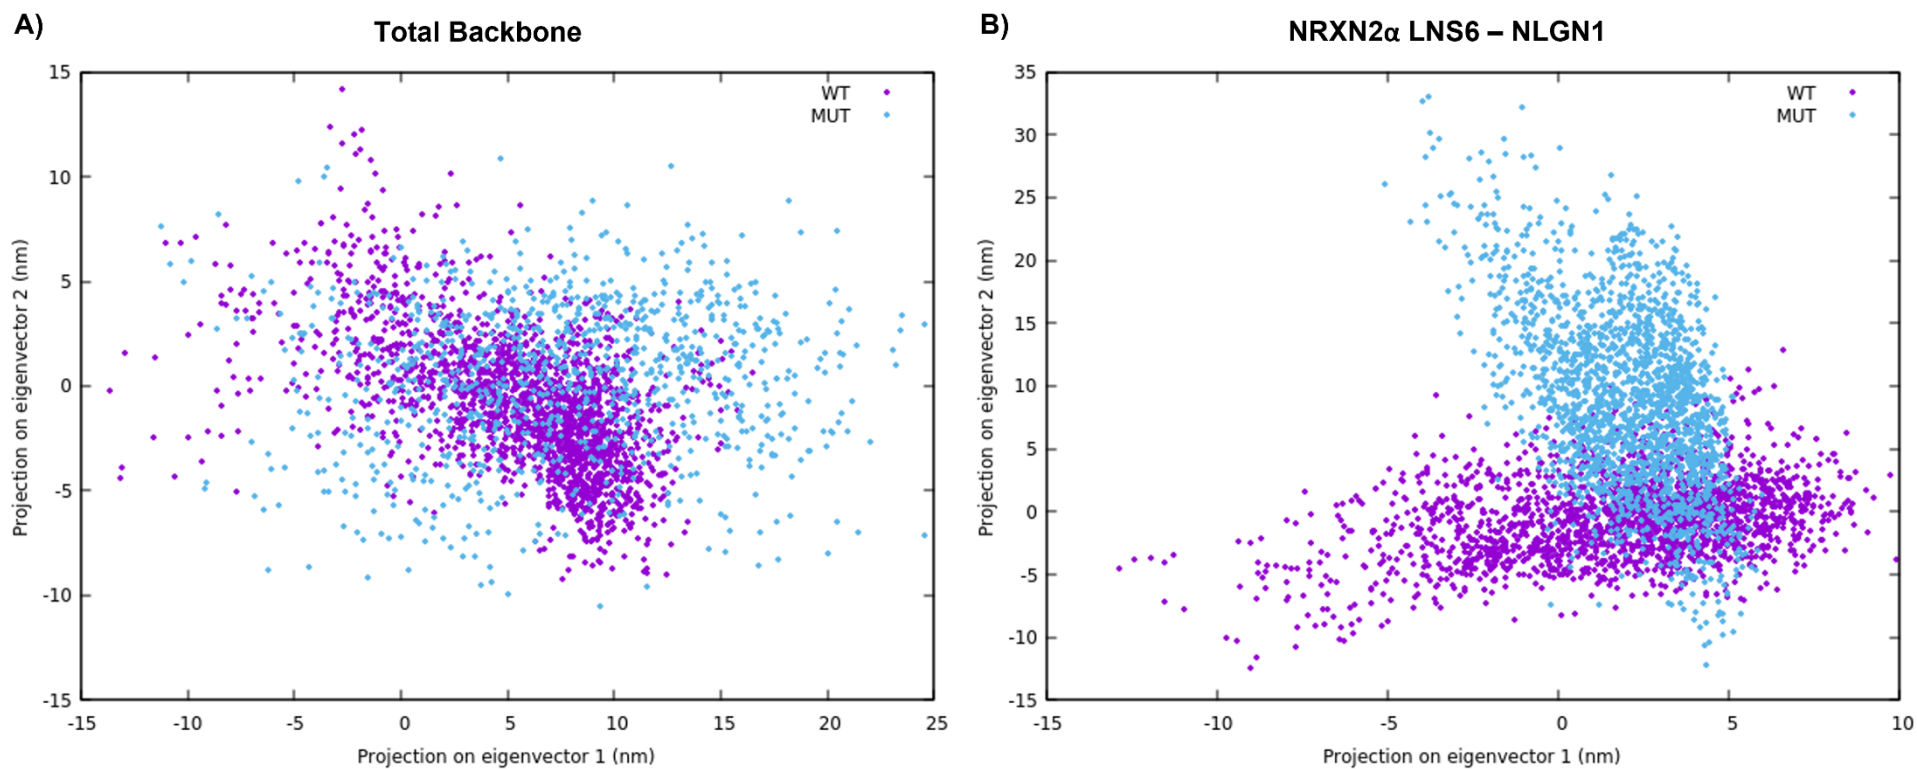 A)
Total Backbone
WT
MUT
15
10
5
0
-5
-10
-15
-15
-10
-5
0
5
10
15
20
25
Projection on eigenvector 2 (nm)
Projection on eigenvector 1 (nm)
B)
NRXN2α LNS6 – NLGN1
WT
MUT
35
30
25
20
15
10
5
0
-5
-10
-15
-15
-10
-5
0
5
10
Projection on eigenvector 2 (nm)
Projection on eigenvector 1 (nm)